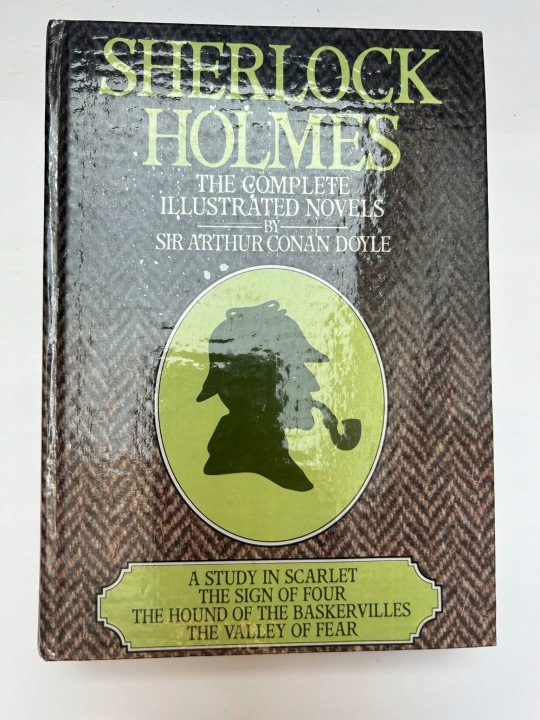 SHERLOCK
HOLMES
THE COMPLETE
ILLUSTRATED NOVELS
BY
SIR ARTHUR CONAN DOYLE
A STUDY IN SCARLET
THE SIGN OF FOUR
THE HOUND OF THE BASKERVILLES
THE VALLEY OF FEAR